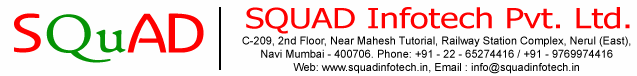 SQuAD
SQUAD Infotech Pvt. Ltd.
C-209, 2nd Floor, Near Mahesh Tutorial, Railway Station Complex, Nerul (East),
Navi Mumbai - 400706. Phone: +91 - 22 - 65274416 / +91 - 9769974416
Web: www.squadinfotech.in, Email : info@squadinfotech.in